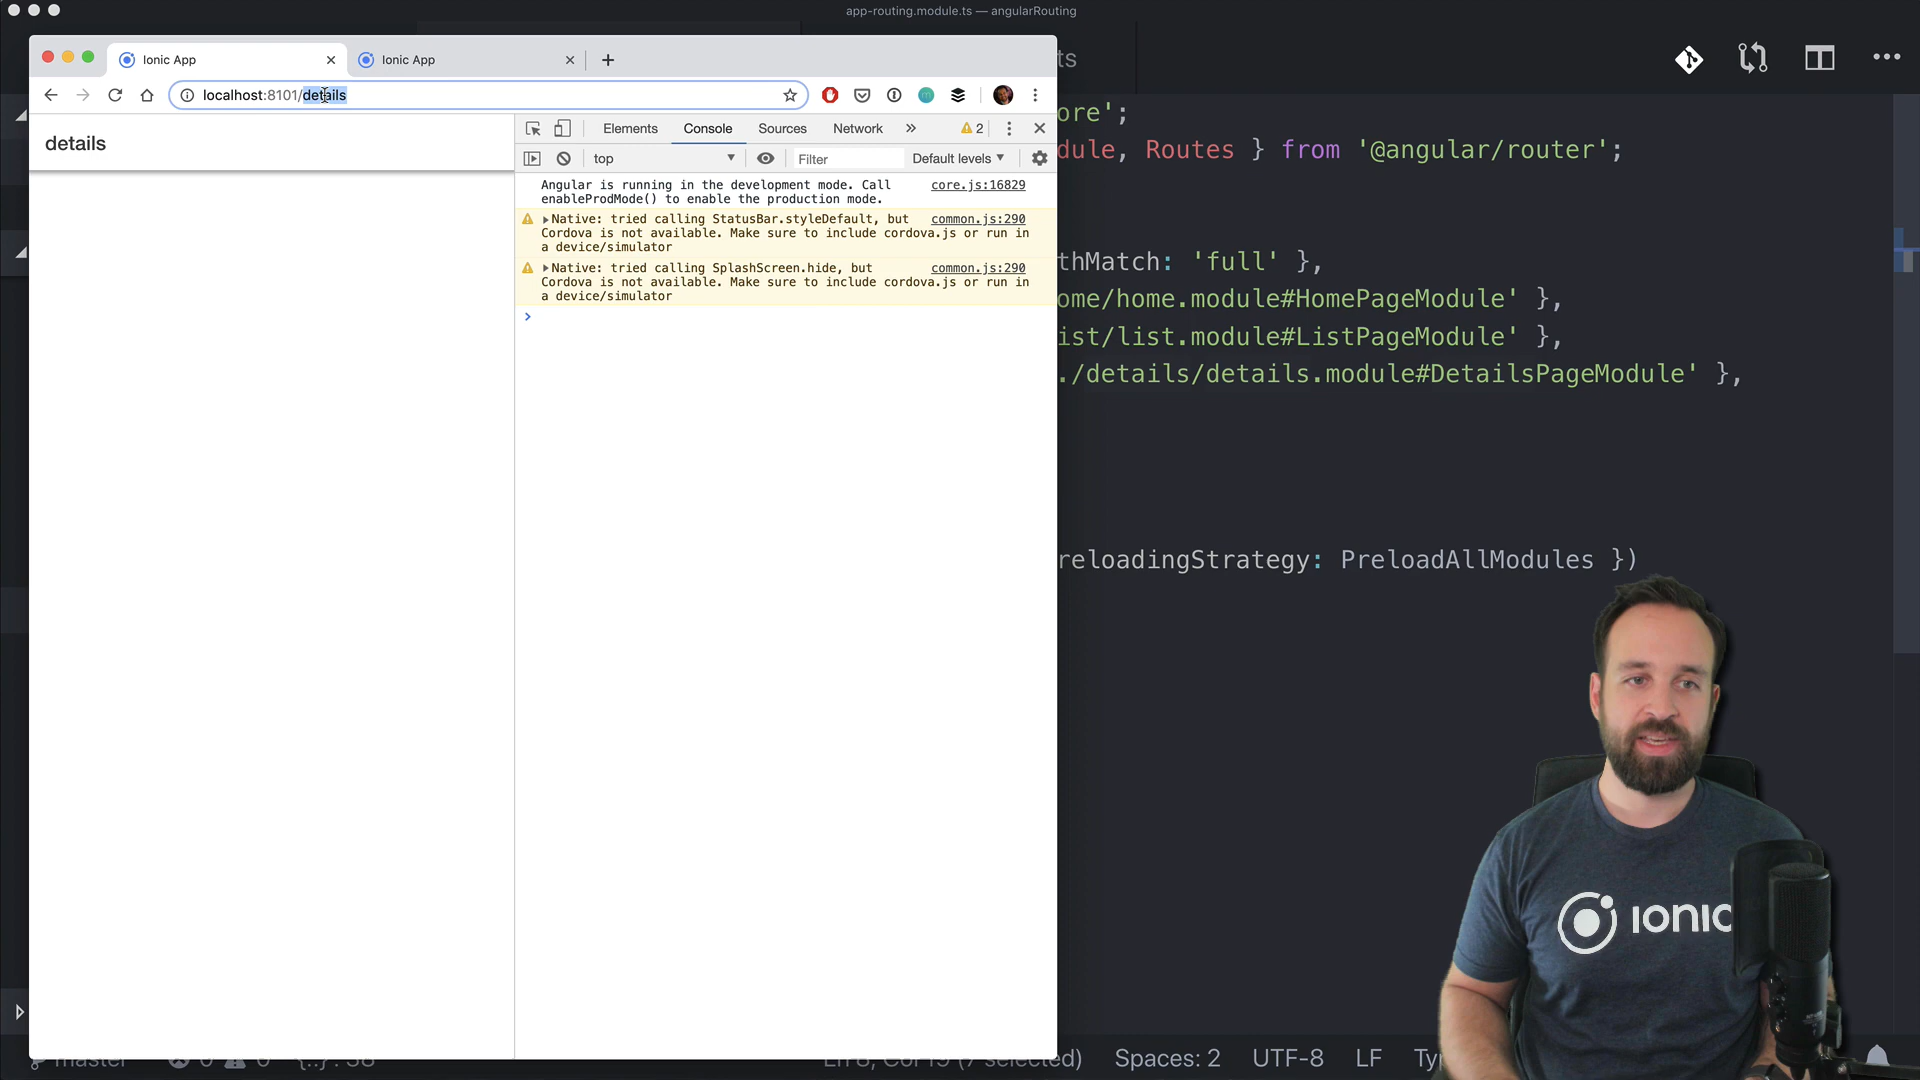 app-routing.module.ts — angularRouting
Ionic App
Ionic App
ts
localhost:8101/details
details
Elements
Console
Sources
Network
2
top
Filter
Default levels
Angular is running in the development mode. Call
enableProdMode() to enable the production mode.
core.js:16829
Native: tried calling StatusBar.styleDefault, but
Cordova is not available. Make sure to include cordova.js or run in
a device/simulator
common.js:290
Native: tried calling SplashScreen.hide, but
Cordova is not available. Make sure to include cordova.js or run in
a device/simulator
common.js:290
ore';
dule, Routes } from '@angular/router';
thMatch: 'full' },
ome/home.module#HomePageModule' },
ist/list.module#ListPageModule' },
./details/details.module#DetailsPageModule' },
reloadingStrategy: PreloadAllModules })
ionic
master
selected)
Spaces: 2
UTF-8
LF
Ty